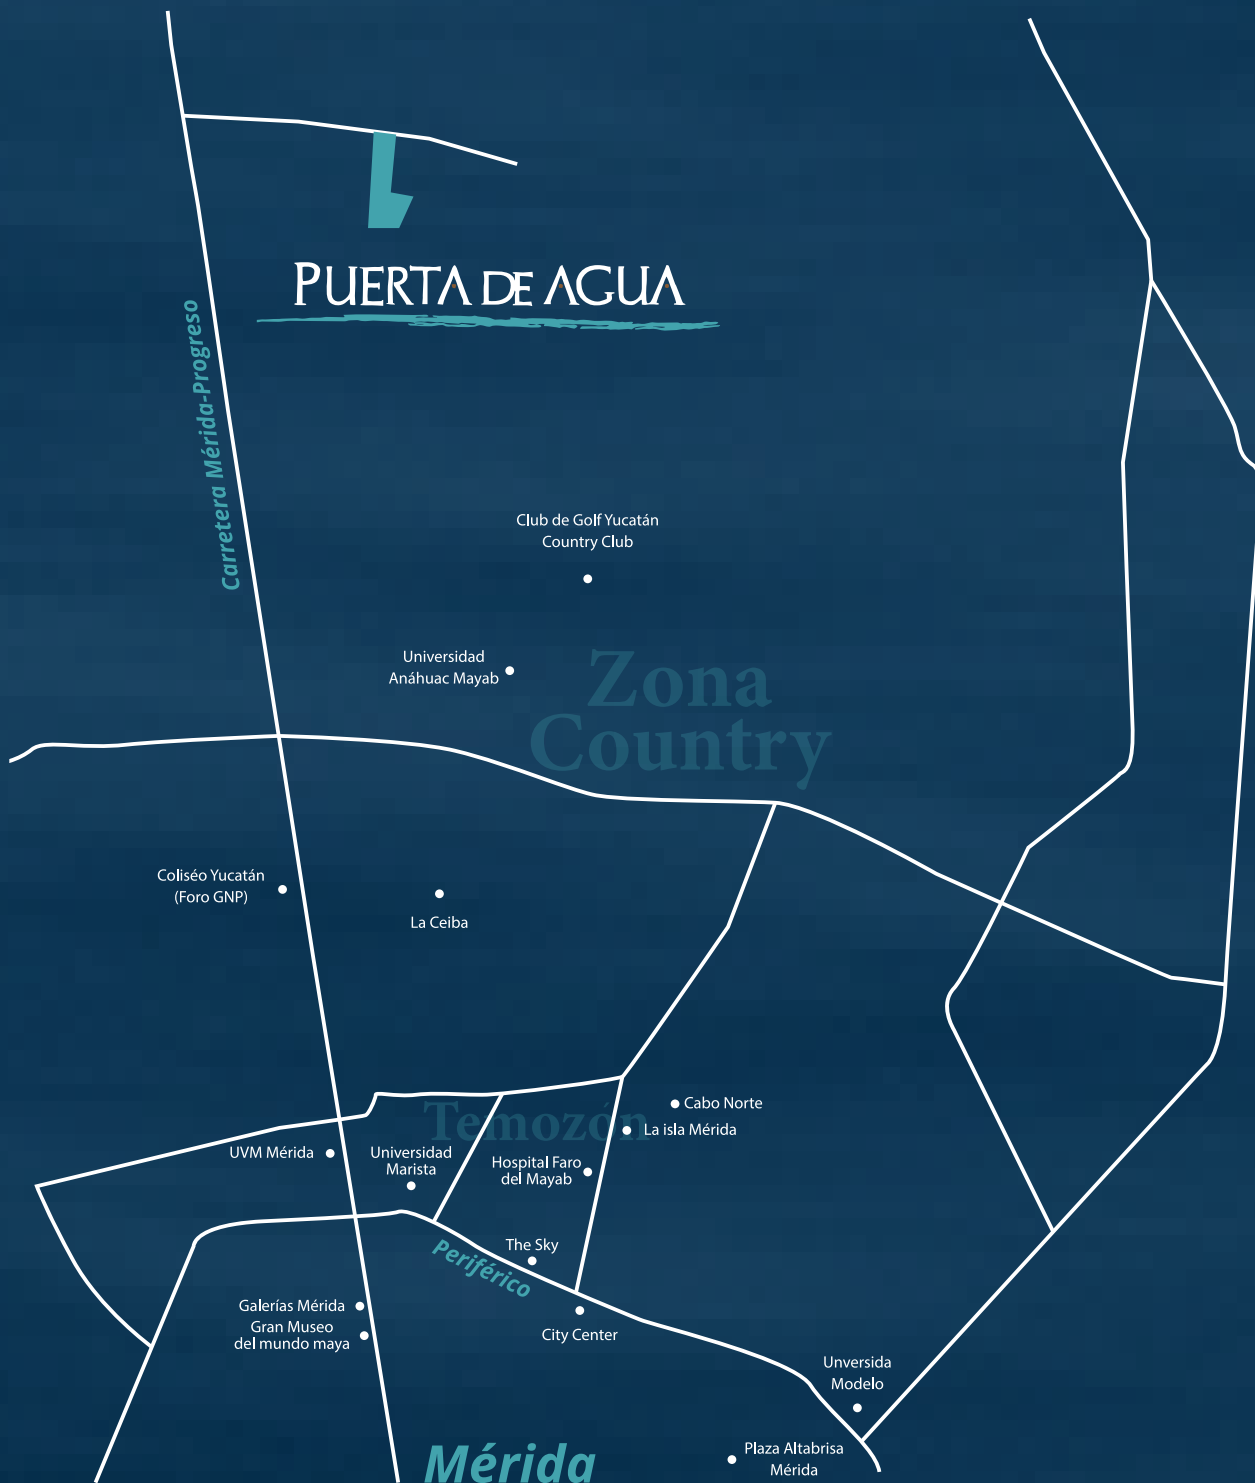 PUERTA DE AGUA
Carretera Mérida-Progreso
Club de Golf Yucatán
Country Club
Universidad
Anáhuac Mayab
Zona
Country
Coliséo Yucatán
(Foro GNP)
La Ceiba
Cabo Norte
Temozón
La isla Mérida
UVM Mérida
Universidad
Marista
Hospital Faro
del Mayab
The Sky
Periférico
Galerías Mérida
Gran Museo
del mundo maya
City Center
Unversida
Modelo
Mérida
Plaza Altabrisa
Mérida